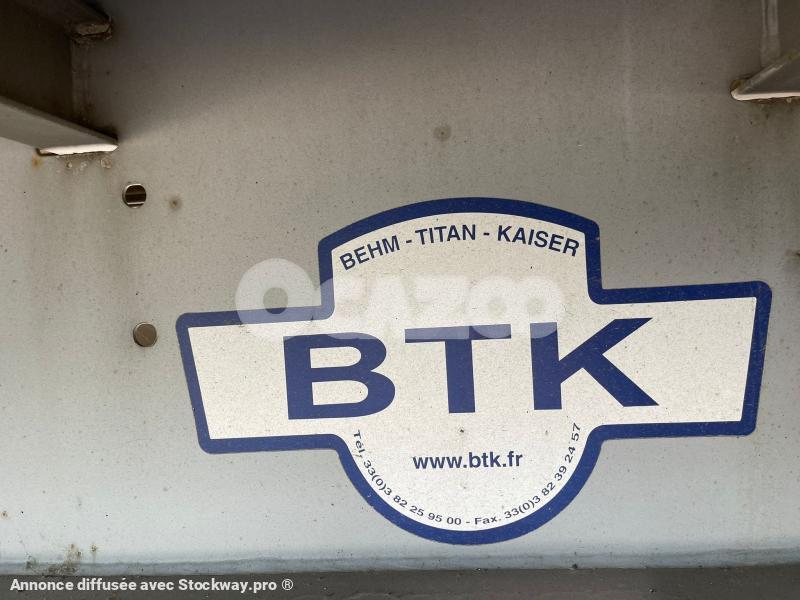 BEHM - TITAN - KAISER
OCAZOO
BTK
www.btk.fr
Tél. 33(0)3 82 25 95 00 - Fax. 33(0)3 82 39 24 57
Annonce diffusée avec Stockway.pro ®